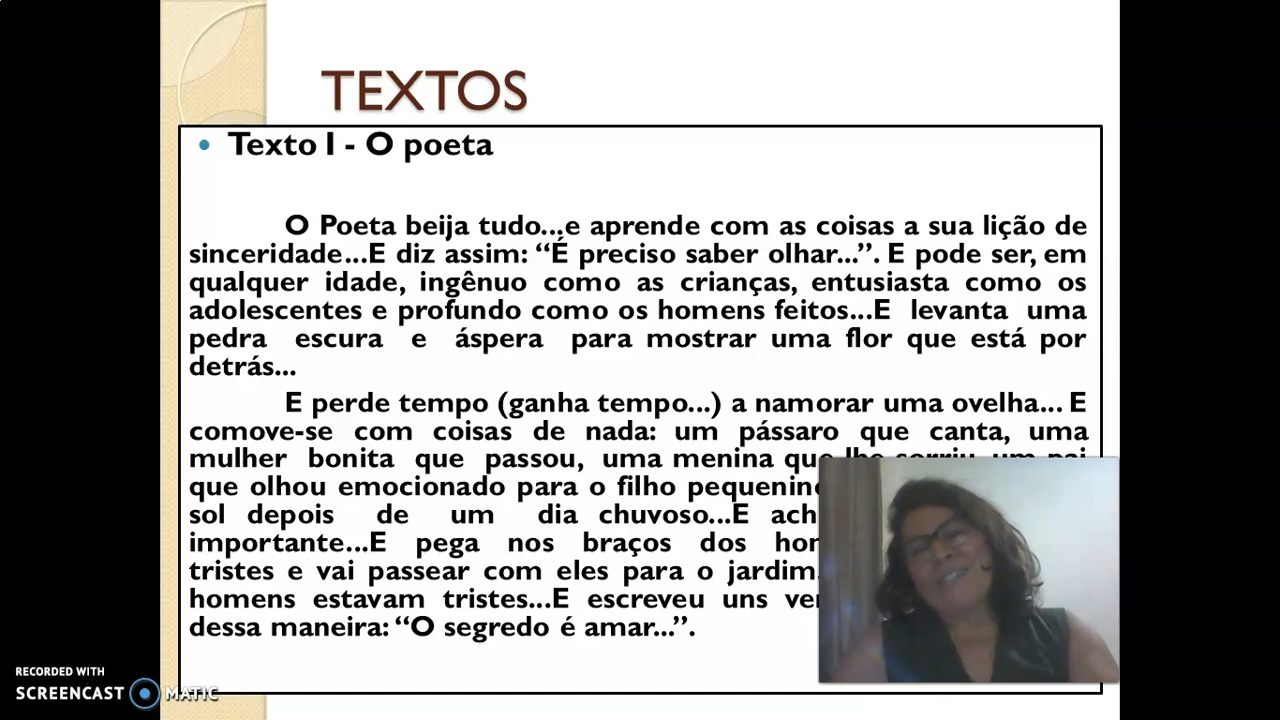 TEXTOS
• Texto I - O poeta
O Poeta beija tudo...e aprende com as coisas a sua lição de
sinceridade...E diz assim: “É preciso saber olhar...”. E pode ser, em
qualquer idade, ingênuo como as crianças, entusiasta como os
adolescentes e profundo como os homens feitos...E levanta uma
pedra escura e áspera para mostrar uma flor que está por
detrás...
E perde tempo (ganha tempo...) a namorar uma ovelha... E
comove-se com coisas de nada: um pássaro que canta, uma
mulher bonita que passou, uma menina que lhe sorriu, um pai
que olhou emocionado para o filho pequenino
sol depois de um dia chuvoso...E
importante...E pega nos braços dos
tristes e vai passear com eles para o jardim.
homens estavam tristes...E escreveu uns
dessa maneira: “O segredo é amar...”.
RECORDED WITH
SCREENCAST MATIC